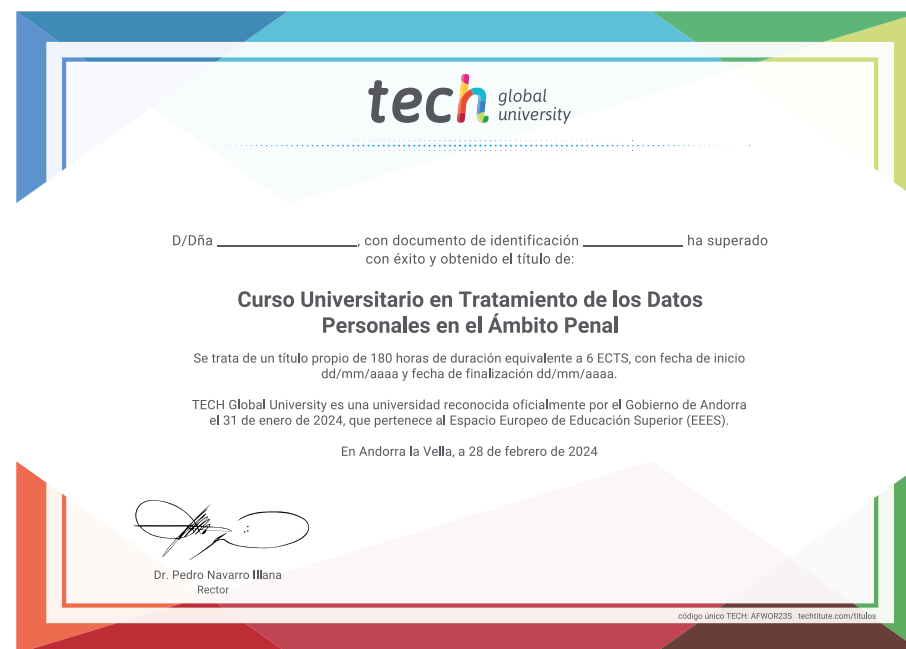 tech global university
D/Dña ____________________, con documento de identificación ______________ ha superado
con éxito y obtenido el título de:
Curso Universitario en Tratamiento de los Datos
Personales en el Ámbito Penal
Se trata de un título propio de 180 horas de duración equivalente a 6 ECTS, con fecha de inicio
dd/mm/aaaa y fecha de finalización dd/mm/aaaa.
TECH Global University es una universidad reconocida oficialmente por el Gobierno de Andorra
el 31 de enero de 2024, que pertenece al Espacio Europeo de Educación Superior (EEES).
En Andorra la Vella, a 28 de febrero de 2024
Dr. Pedro Navarro Illana
Rector
código único TECH: AFWOR23S techtitute.com/titulos